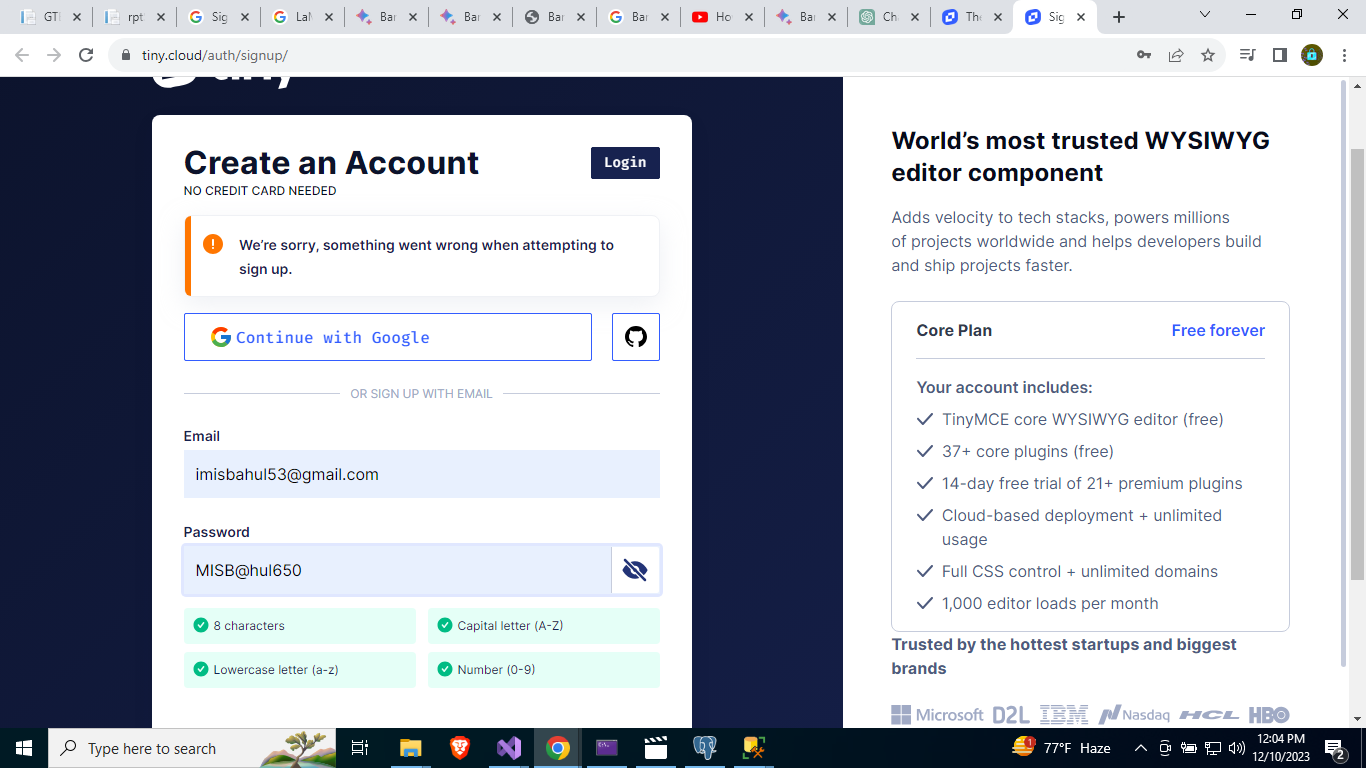 GTI
rpt
Sig
LaM
Bar
Bar
Bar
Bar
Ho
Bar
Ch
The
Sig
tiny.cloud/auth/signup/
Create an Account
Login
NO CREDIT CARD NEEDED
We're sorry, something went wrong when attempting to
sign up.
Continue with Google
OR SIGN UP WITH EMAIL
Email
imisbahul53@gmail.com
Password
MISB@hul650
8 characters
Capital letter (A-Z)
Lowercase letter (a-z)
Number (0-9)
World's most trusted WYSIWYG
editor component
Adds velocity to tech stacks, powers millions
of projects worldwide and helps developers build
and ship projects faster.
Core Plan
Free forever
Your account includes:
TinyMCE core WYSIWYG editor (free)
37+ core plugins (free)
14-day free trial of 21+ premium plugins
Cloud-based deployment + unlimited
usage
Full CSS control + unlimited domains
1,000 editor loads per month
Trusted by the hottest startups and biggest
brands
Microsoft D2L IBM Nasdaq HCL HBO
Type here to search
1
77°F Haze
12:04 PM
12/10/2023
2